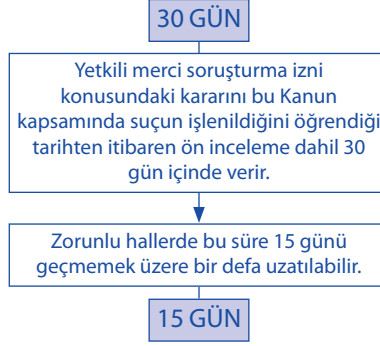 30 GÜN
Yetkili merci soruşturma izni
konusundaki kararını bu Kanun
kapsamında suçun işlenildiğini öğrendiği
tarihten itibaren ön inceleme dahil 30
gün içinde verir.
Zorunlu hallerde bu süre 15 günü
geçmemek üzere bir defa uzatılabilir.
15 GÜN